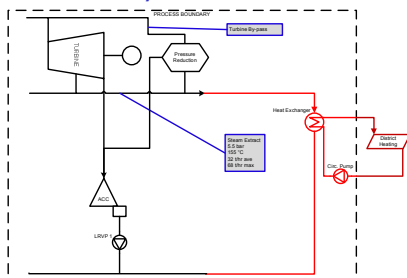 PROCESS BOUNDARY
Turbine By-pass
TURBINE
Pressure
Reduction
Heat Exchanger
District
Heating
Steam Extract
5.5 bar
155 °C
32 t/hr ave
68 t/hr max
Circ. Pump
ACC
LRVP 1